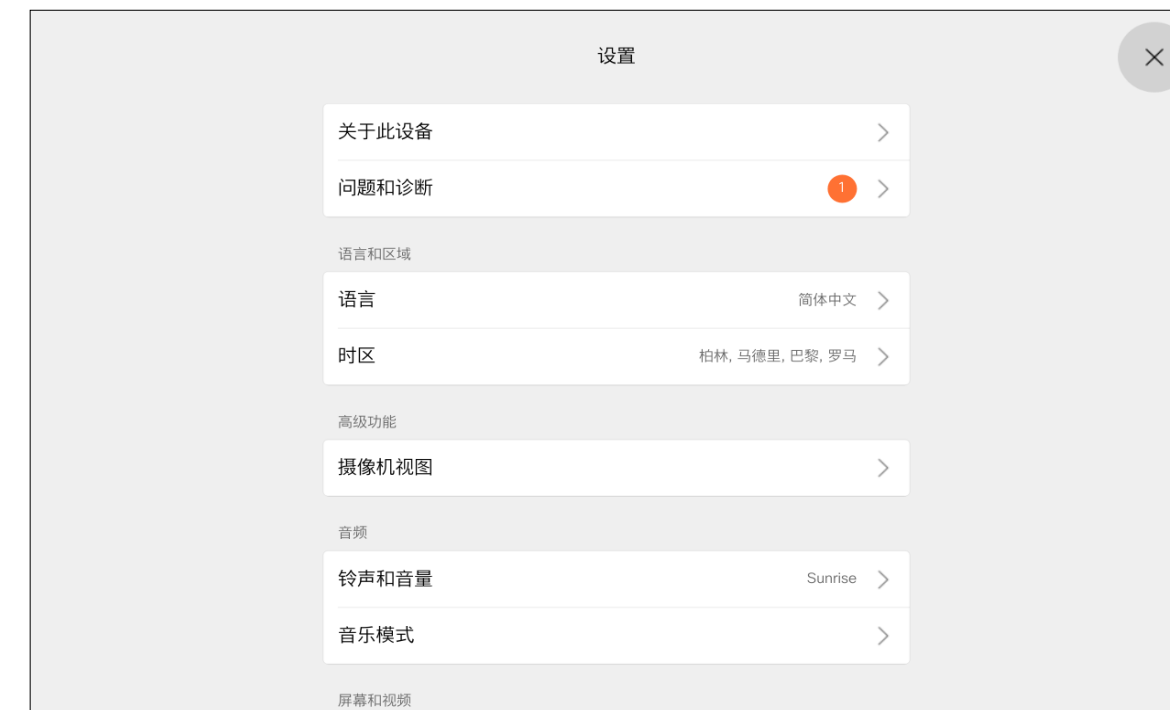 设置
关于此设备
问题和诊断 1
语言和区域
语言 简体中文
时区 柏林, 马德里, 巴黎, 罗马
高级功能
摄像机视图
音频
铃声和音量 Sunrise
音乐模式
屏幕和视频